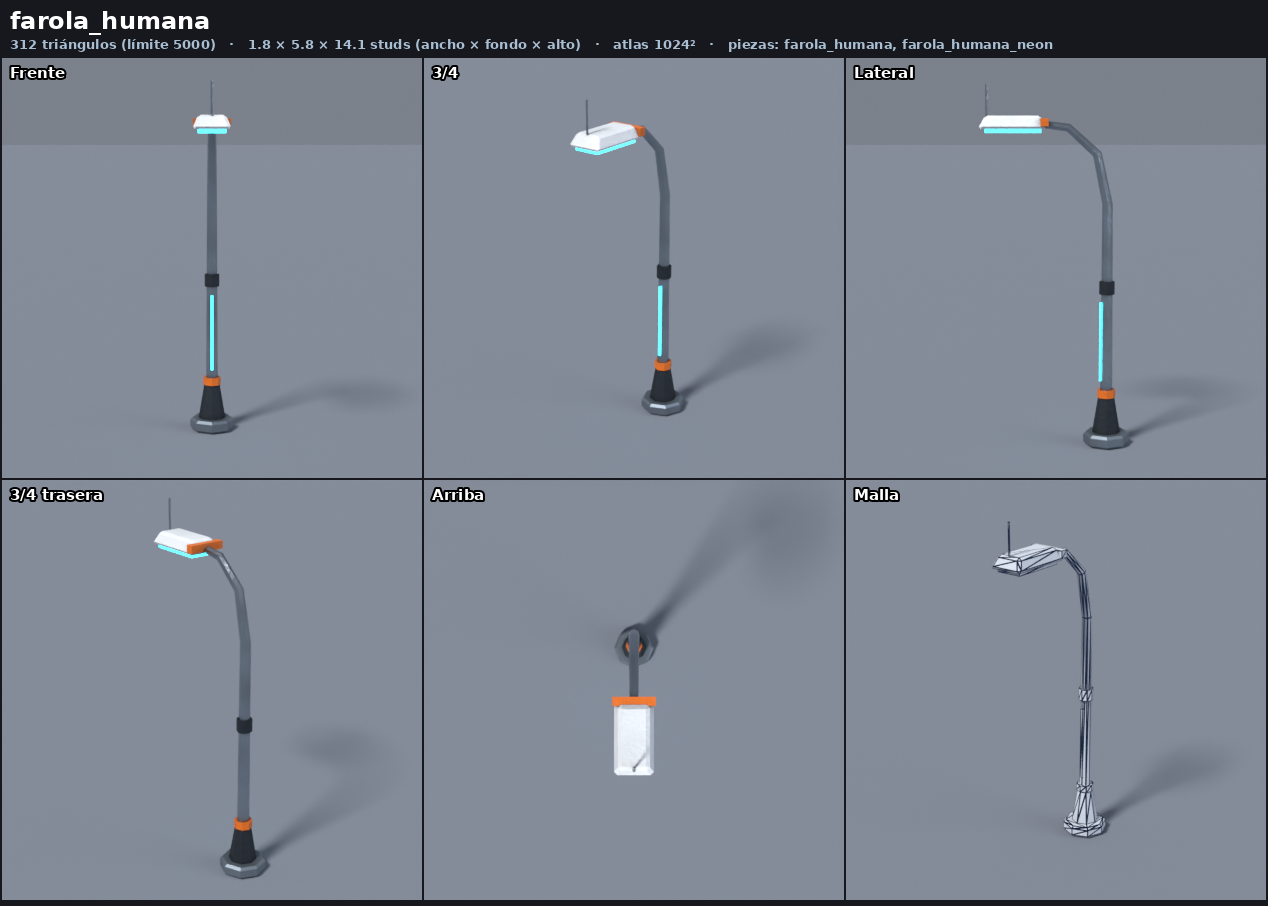 farola_humana
312 triángulos (límite 5000) · 1.8 × 5.8 × 14.1 studs (ancho × fondo × alto) · atlas 1024² · piezas: farola_humana, farola_humana_neon
Frente
3/4
Lateral
3/4 trasera
Arriba
Malla